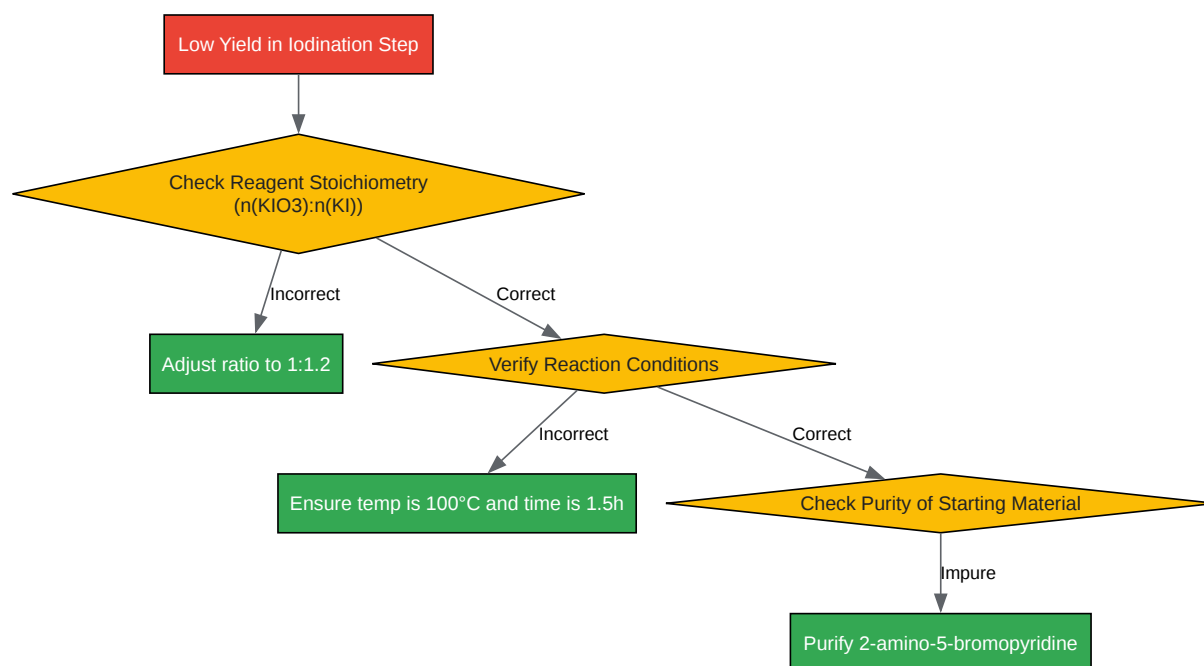 Low Yield in Iodination Step
Check Reagent Stoichiometry
(n(KIO3):n(KI))
Incorrect
Correct
Adjust ratio to 1:1.2
Verify Reaction Conditions
Incorrect
Correct
Ensure temp is 100°C and time is 1.5h
Check Purity of Starting Material
Impure
Purify 2-amino-5-bromopyridine